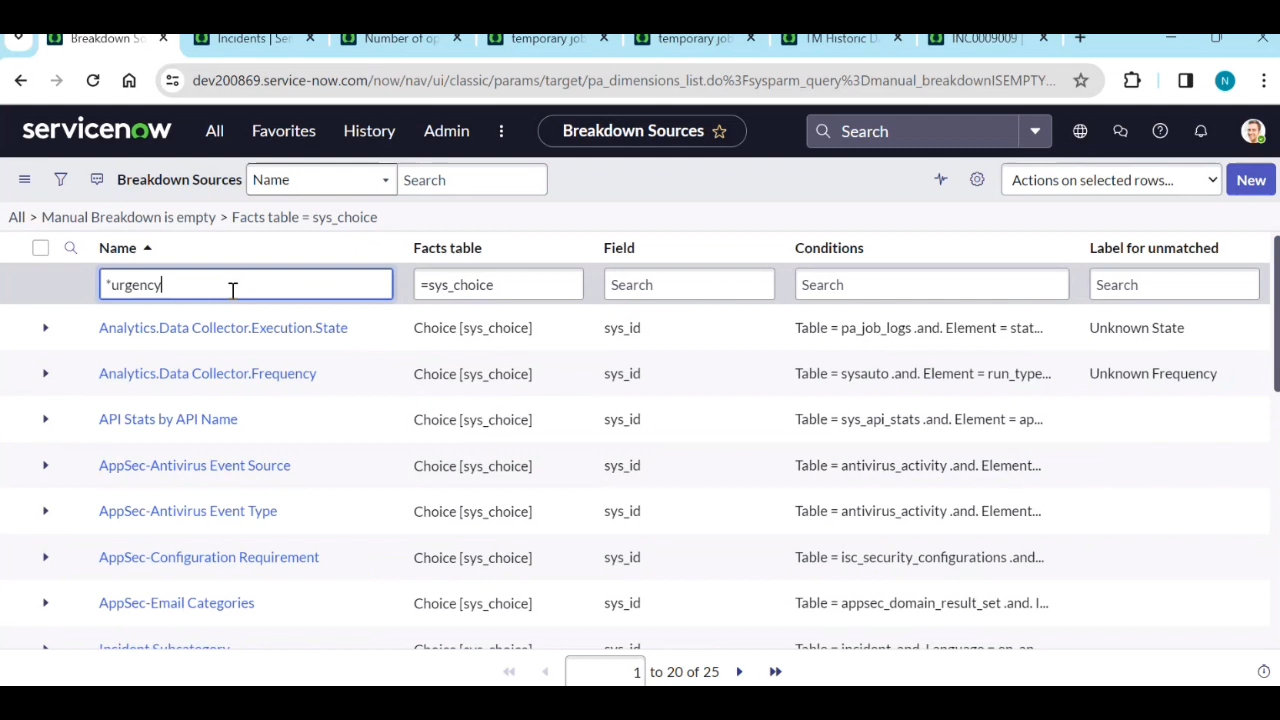 Breakdown So
Incidents | Ser
Number of op
temporary job
temporary job
TM Historic D
INC0009009 |
dev200869.service-now.com/now/nav/ui/classic/params/target/pa_dimensions_list.do%3Fsysparm_query%3Dmanual_breakdownISEMPTY...
N
servicenow
All
Favorites
History
Admin
Breakdown Sources
Search
Breakdown Sources
Name
Search
Actions on selected rows...
New
All > Manual Breakdown is empty > Facts table = sys_choice
Name
Facts table
Field
Conditions
Label for unmatched
*urgency
=sys_choice
Search
Search
Search
Analytics.Data Collector.Execution.State
Choice [sys_choice]
sys_id
Table = pa_job_logs .and. Element = stat...
Unknown State
Analytics.Data Collector.Frequency
Choice [sys_choice]
sys_id
Table = sysauto .and. Element = run_type...
Unknown Frequency
API Stats by API Name
Choice [sys_choice]
sys_id
Table = sys_api_stats .and. Element = ap...
AppSec-Antivirus Event Source
Choice [sys_choice]
sys_id
Table = antivirus_activity .and. Element...
AppSec-Antivirus Event Type
Choice [sys_choice]
sys_id
Table = antivirus_activity .and. Element...
AppSec-Configuration Requirement
Choice [sys_choice]
sys_id
Table = isc_security_configurations .and...
AppSec-Email Categories
Choice [sys_choice]
sys_id
Table = appsec_domain_result_set .and. I...
Incident Subcategory
Choice [sys_choice]
sys_id
1 to 20 of 25